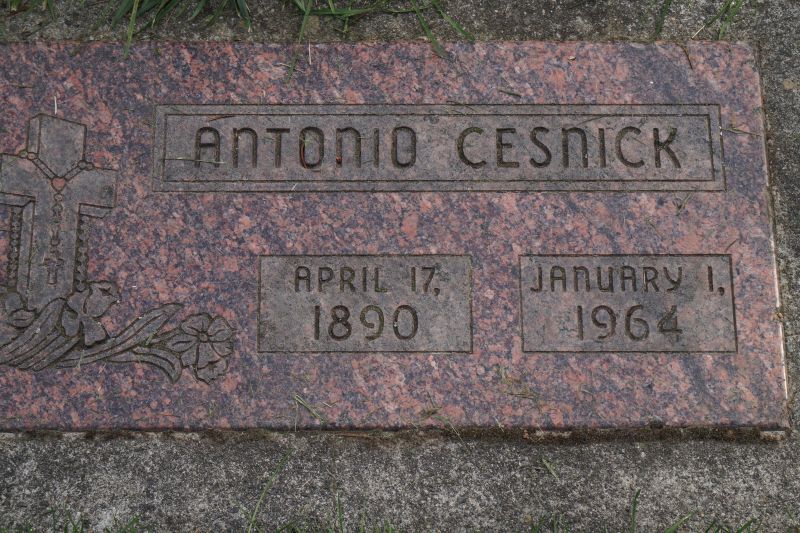 ANTONIO CESNICK
APRIL 17,
1890
JANUARY 1,
1964